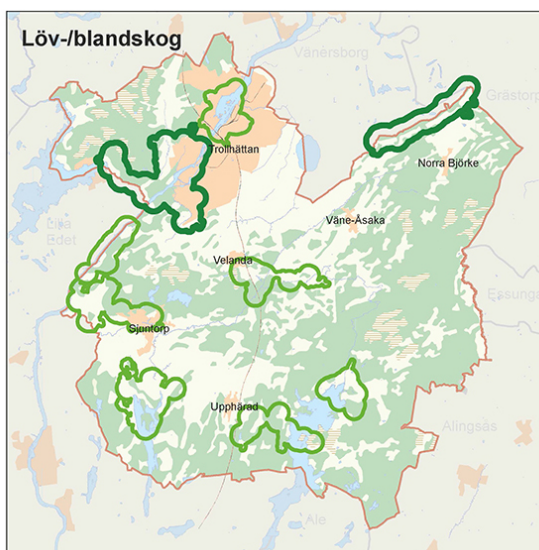 Löv-/blandskog
Vänersborg
Grästorp
Trollhättan
Norra Björke
Väne-Åsaka
Lilla
Edet
Velanda
Essunga
Sjuntorp
Upphärad
Alingsås
Ale